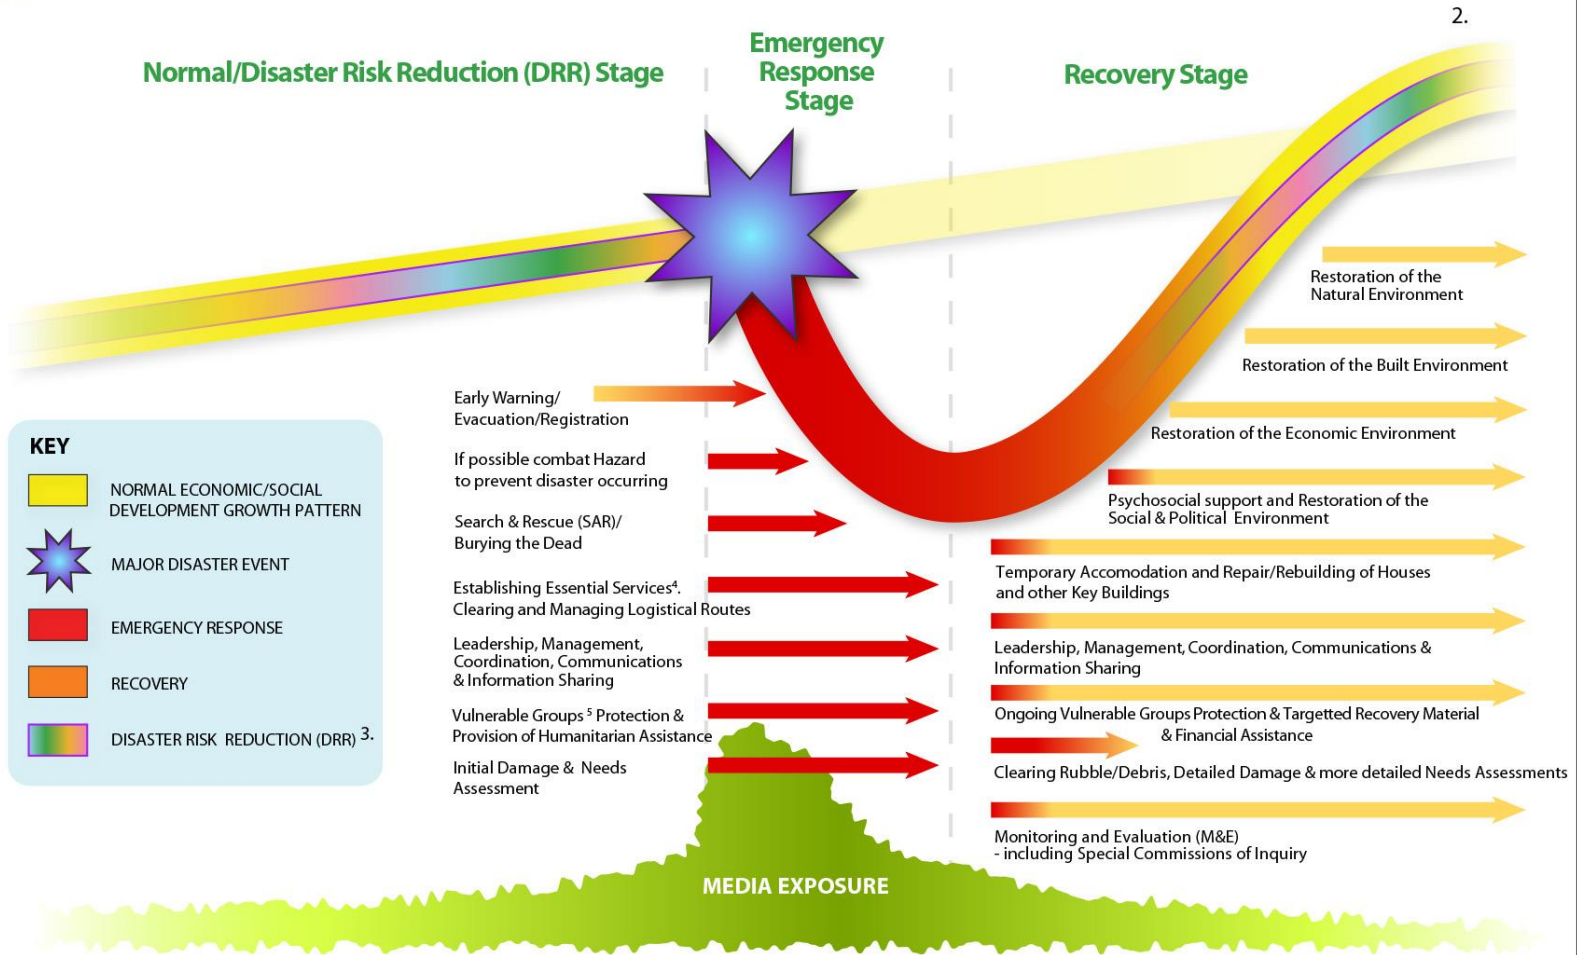 2.
Normal/Disaster Risk Reduction (DRR) Stage
Emergency
Response
Stage
Recovery Stage
Early Warning/
Evacuation/Registration
If possible combat Hazard
to prevent disaster occurring
Search & Rescue (SAR)/
Burying the Dead
Establishing Essential Services⁴.
Clearing and Managing Logistical Routes
Leadership, Management,
Coordination, Communications
& Information Sharing
Vulnerable Groups ⁵ Protection &
Provision of Humanitarian Assistance
Initial Damage & Needs
Assessment
Restoration of the
Natural Environment
Restoration of the Built Environment
Restoration of the Economic Environment
Psychosocial support and Restoration of the
Social & Political Environment
Temporary Accomodation and Repair/Rebuilding of Houses
and other Key Buildings
Leadership, Management, Coordination, Communications &
Information Sharing
Ongoing Vulnerable Groups Protection & Targetted Recovery Material
& Financial Assistance
Clearing Rubble/Debris, Detailed Damage & more detailed Needs Assessments
Monitoring and Evaluation (M&E)
- including Special Commissions of Inquiry
KEY
NORMAL ECONOMIC/SOCIAL
DEVELOPMENT GROWTH PATTERN
MAJOR DISASTER EVENT
EMERGENCY RESPONSE
RECOVERY
DISASTER RISK REDUCTION (DRR) 3.
MEDIA EXPOSURE